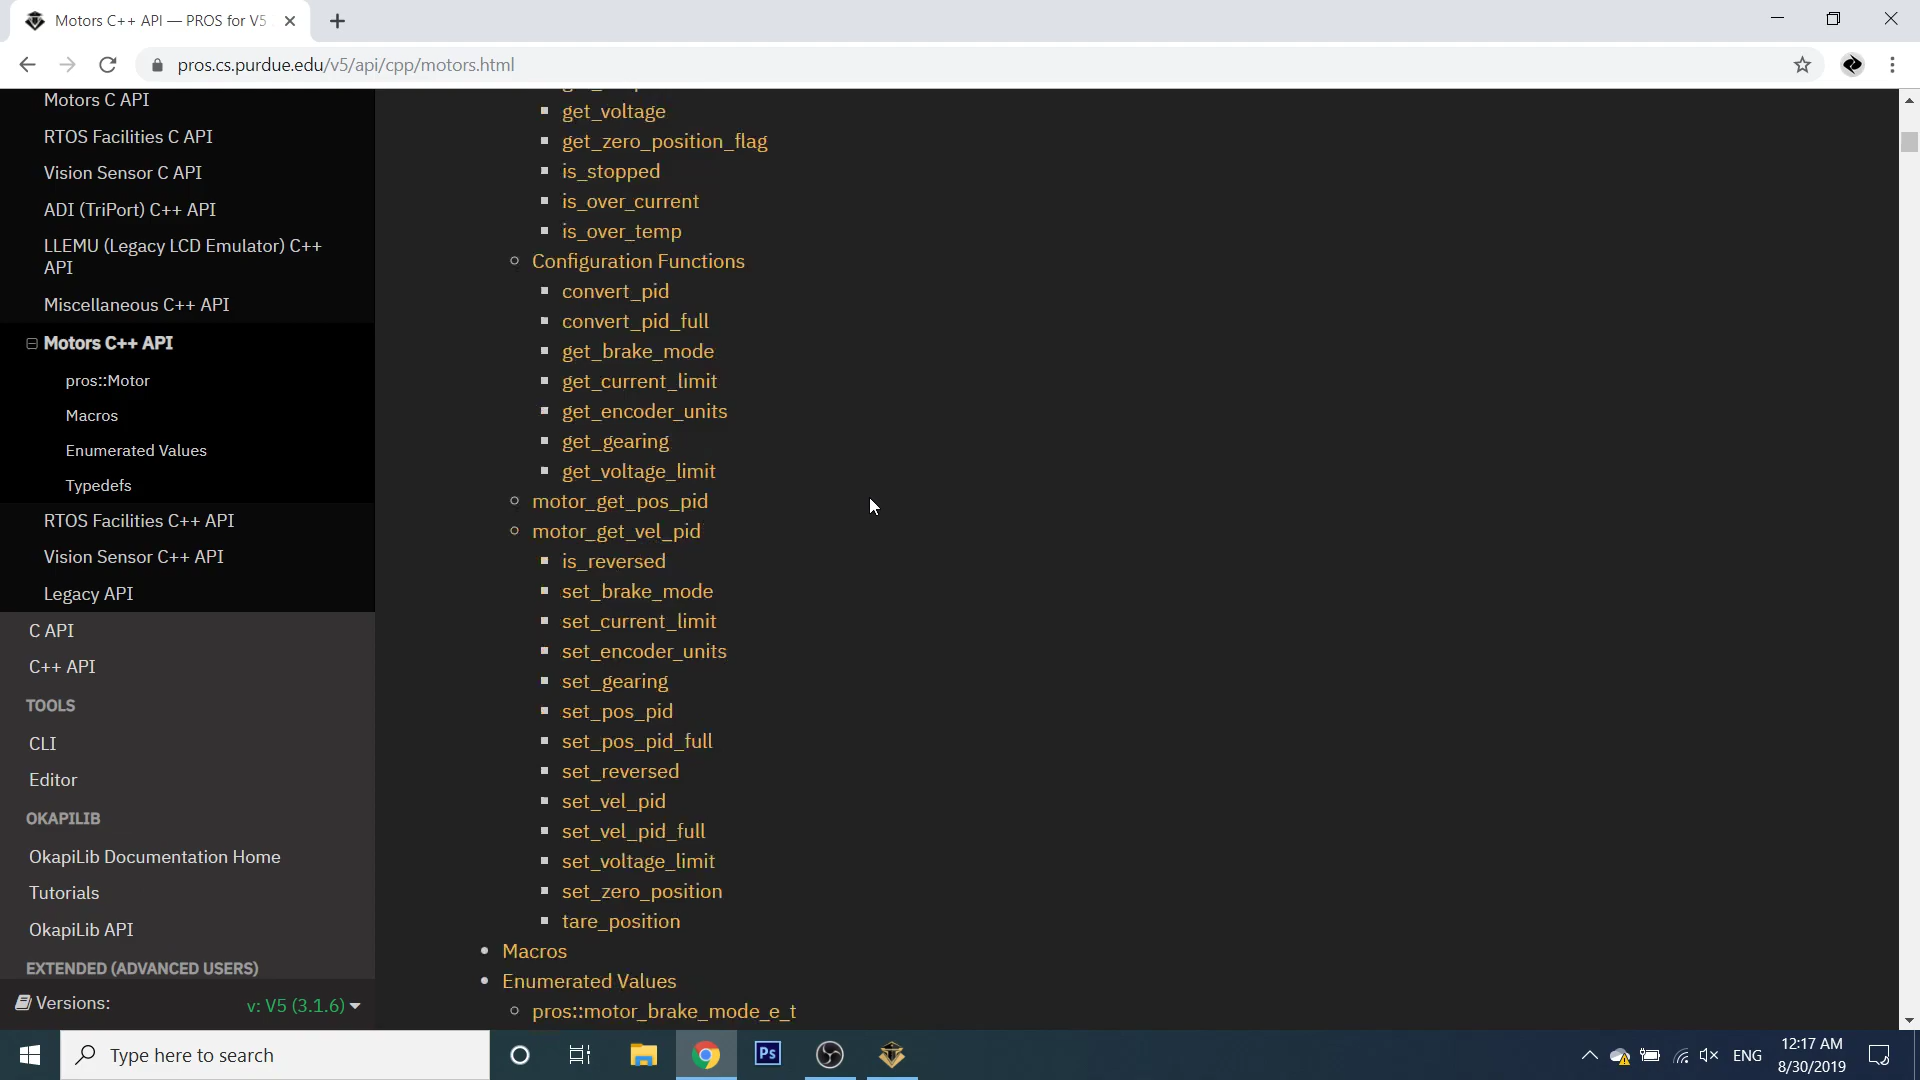 Motors C++ API — PROS for V5
pros.cs.purdue.edu/v5/api/cpp/motors.html
Motors C API
RTOS Facilities C API
Vision Sensor C API
ADI (TriPort) C++ API
LLEMU (Legacy LCD Emulator) C++
API
Miscellaneous C++ API
Motors C++ API
pros::Motor
Macros
Enumerated Values
Typedefs
RTOS Facilities C++ API
Vision Sensor C++ API
Legacy API
C API
C++ API
TOOLS
CLI
Editor
OKAPILIB
OkapiLib Documentation Home
Tutorials
OkapiLib API
EXTENDED (ADVANCED USERS)
Versions:
v: V5 (3.1.6)
get_voltage
get_zero_position_flag
is_stopped
is_over_current
is_over_temp
Configuration Functions
convert_pid
convert_pid_full
get_brake_mode
get_current_limit
get_encoder_units
get_gearing
get_voltage_limit
motor_get_pos_pid
motor_get_vel_pid
is_reversed
set_brake_mode
set_current_limit
set_encoder_units
set_gearing
set_pos_pid
set_pos_pid_full
set_reversed
set_vel_pid
set_vel_pid_full
set_voltage_limit
set_zero_position
tare_position
Macros
Enumerated Values
pros::motor_brake_mode_e_t
Type here to search
Ps
ENG
12:17 AM
8/30/2019